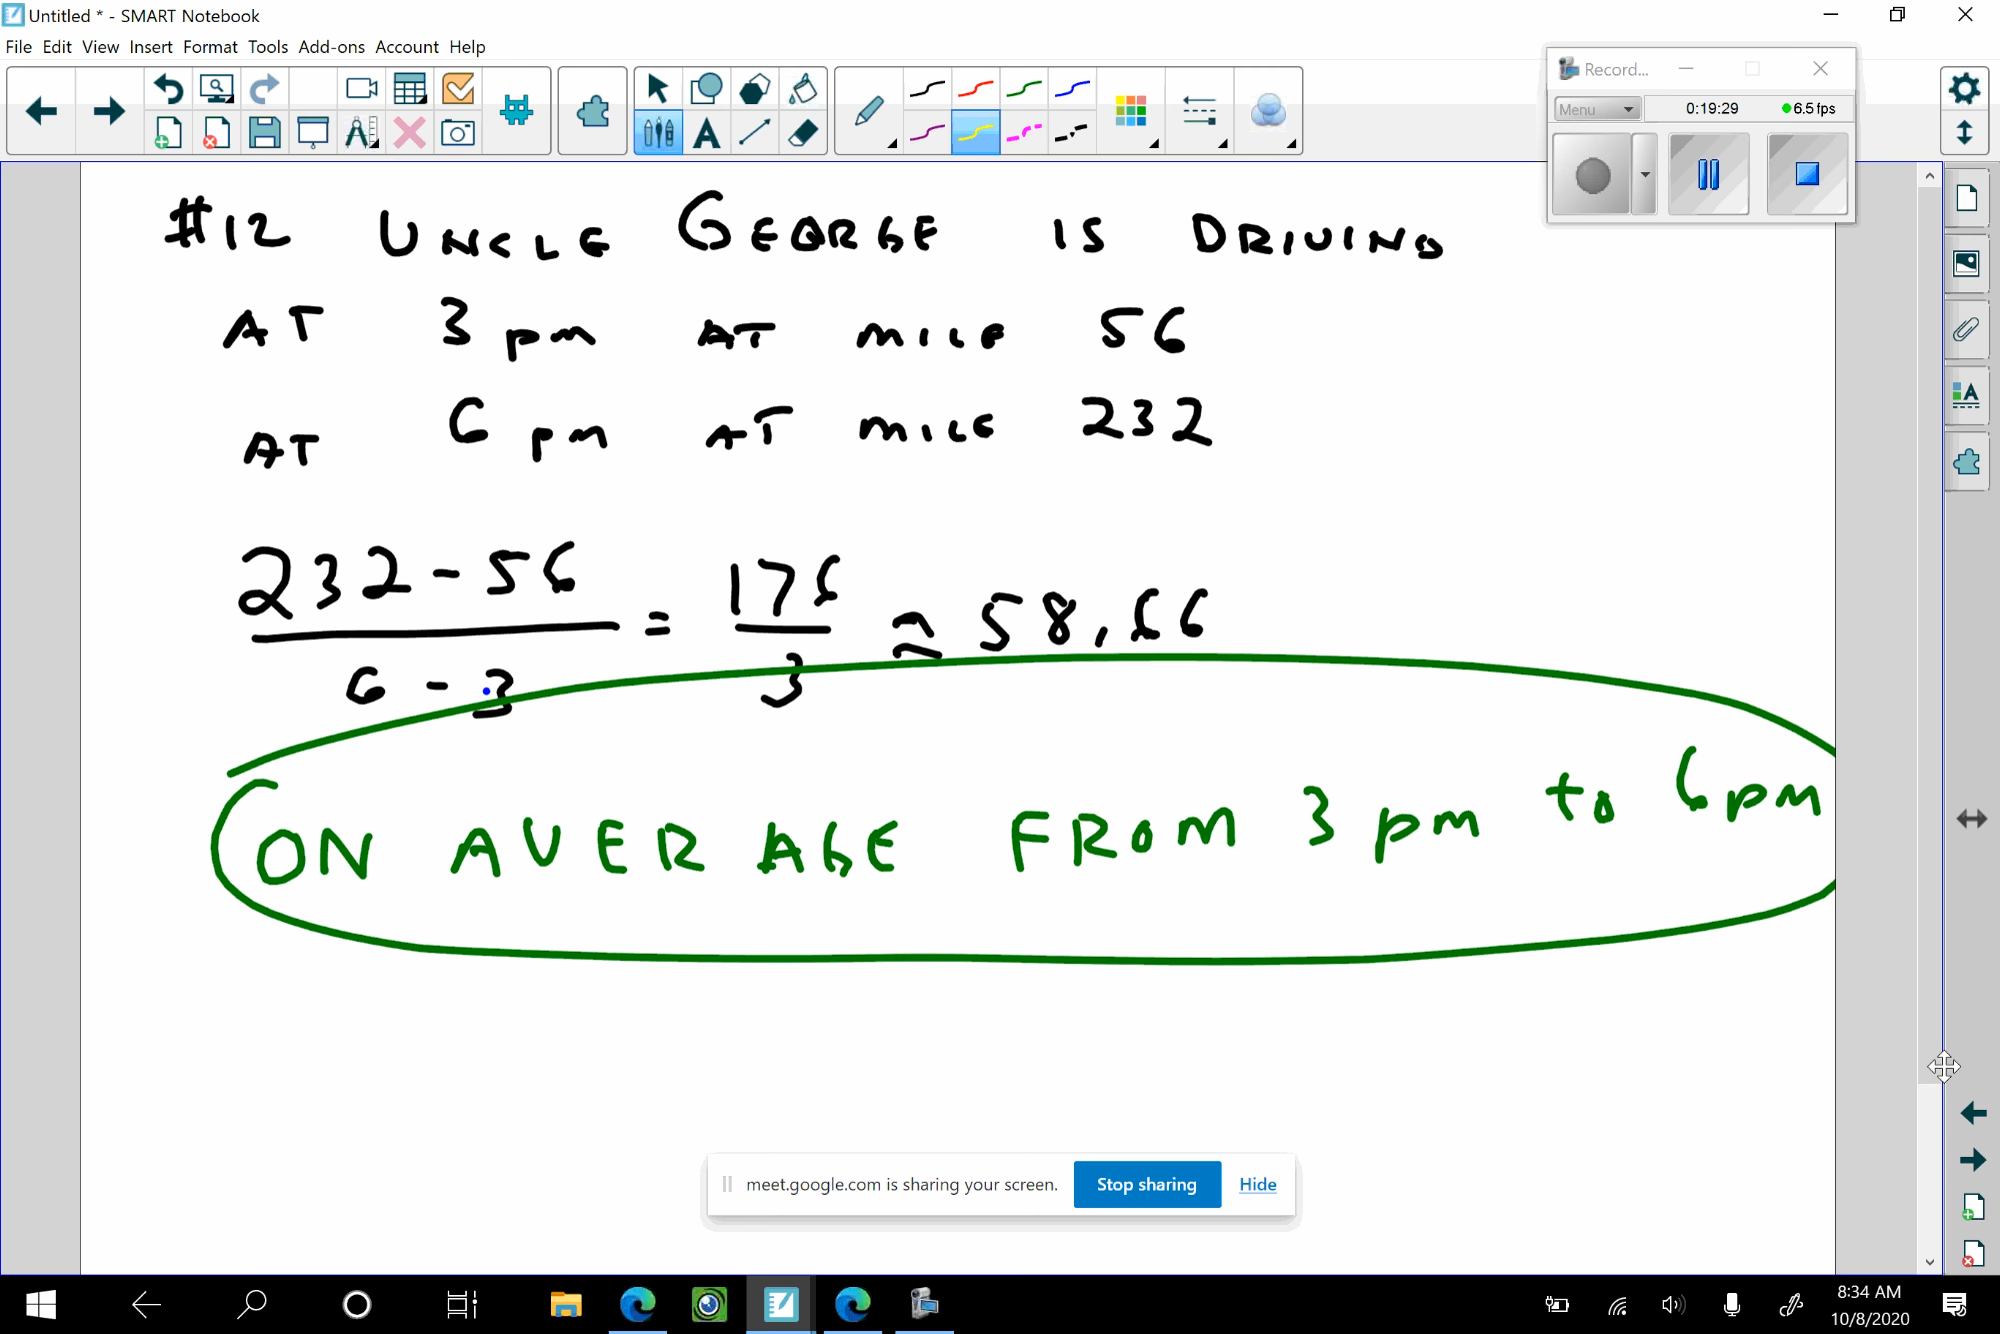 Untitled * - SMART Notebook
File Edit View Insert Format Tools Add-ons Account Help
Record...
Menu 0:19:29 6.5 fps
#12 UNCLE GEORGE IS DRIVING
AT 3 pm AT MILE 56
AT 6 pm AT MILE 232
232 - 56 / 6 - 3 = 176 / 3 ≈ 58.66
ON AVERAGE FROM 3 pm to 6 pm
meet.google.com is sharing your screen. Stop sharing Hide
8:34 AM
10/8/2020